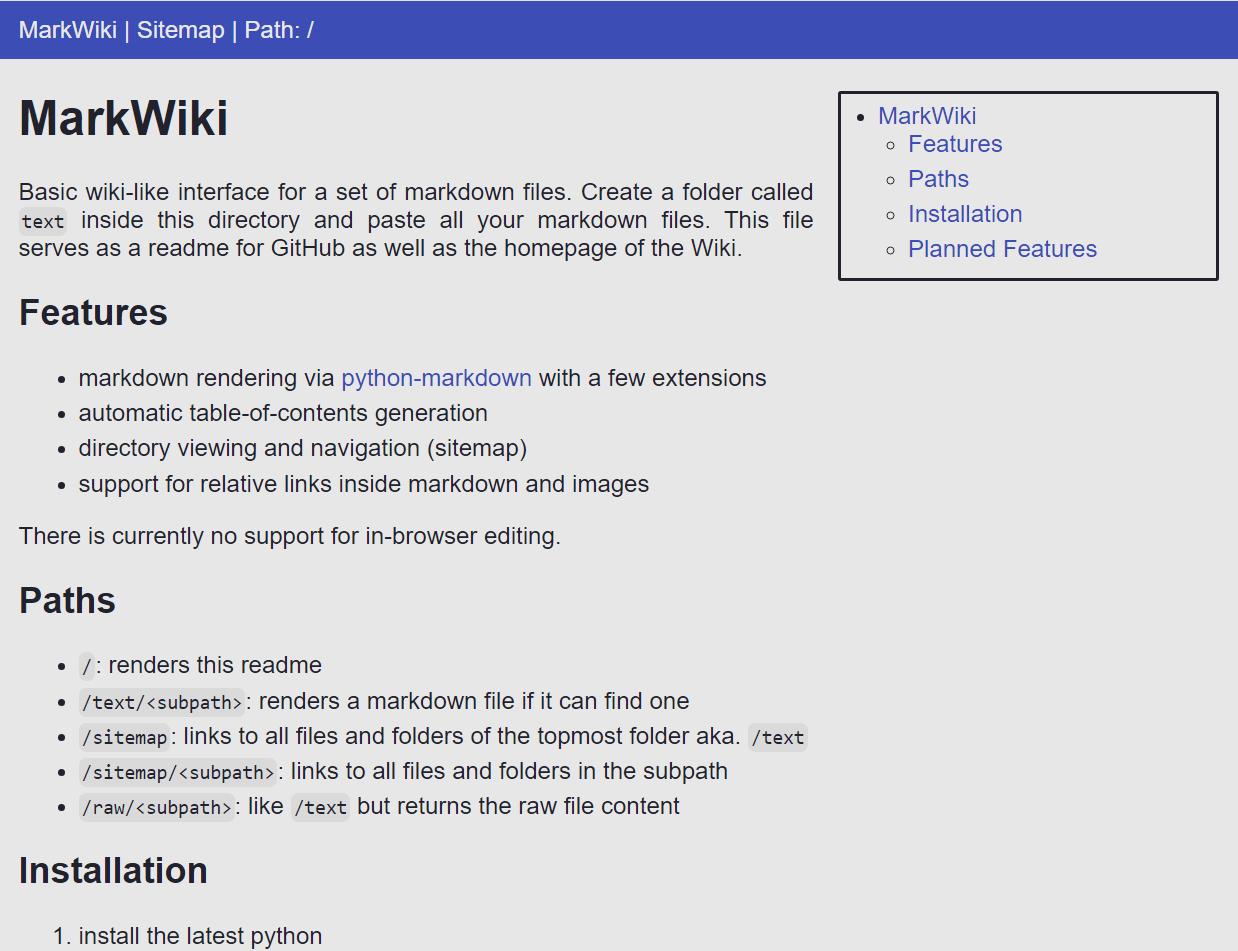 MarkWiki | Sitemap | Path: /
MarkWiki
Basic wiki-like interface for a set of markdown files. Create a folder called
text inside this directory and paste all your markdown files. This file
serves as a readme for GitHub as well as the homepage of the Wiki.
MarkWiki
Features
Paths
Installation
Planned Features
Features
markdown rendering via python-markdown with a few extensions
automatic table-of-contents generation
directory viewing and navigation (sitemap)
support for relative links inside markdown and images
There is currently no support for in-browser editing.
Paths
/: renders this readme
/text/<subpath>: renders a markdown file if it can find one
/sitemap: links to all files and folders of the topmost folder aka. /text
/sitemap/<subpath>: links to all files and folders in the subpath
/raw/<subpath>: like /text but returns the raw file content
Installation
1. install the latest python